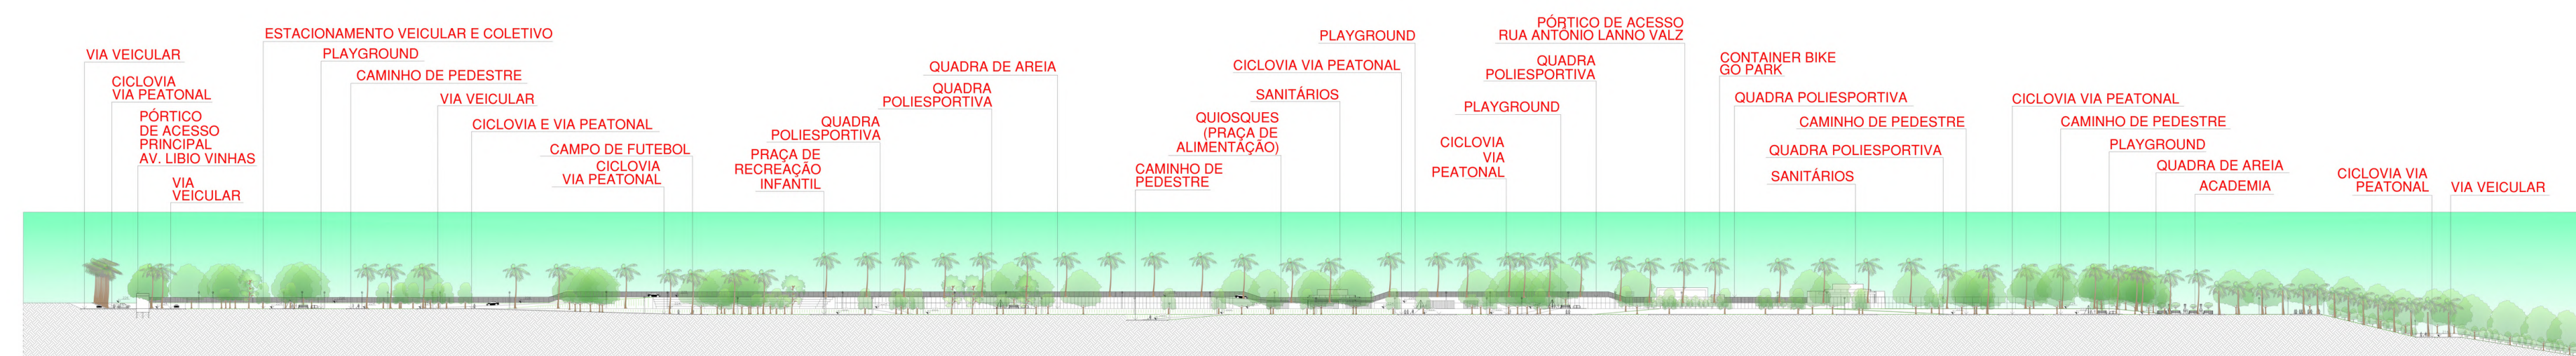 VIA VEICULAR
CICLOVIA
VIA PEATONAL
PÓRTICO
DE ACESSO
PRINCIPAL
AV. LIBIO VINHAS
VIA
VEICULAR
ESTACIONAMENTO VEICULAR E COLETIVO
PLAYGROUND
CAMINHO DE PEDESTRE
VIA VEICULAR
CICLOVIA E VIA PEATONAL
CAMPO DE FUTEBOL
CICLOVIA
VIA PEATONAL
PRAÇA DE
RECREAÇÃO
INFANTIL
QUADRA
POLIESPORTIVA
QUADRA
POLIESPORTIVA
QUADRA DE AREIA
CAMINHO DE
PEDESTRE
QUIOSQUES
(PRAÇA DE
ALIMENTAÇÃO)
SANITÁRIOS
CICLOVIA VIA PEATONAL
PLAYGROUND
CICLOVIA
VIA
PEATONAL
PLAYGROUND
QUADRA
POLIESPORTIVA
PÓRTICO DE ACESSO
RUA ANTÔNIO LANNO VALZ
CONTAINER BIKE
GO PARK
QUADRA POLIESPORTIVA
CAMINHO DE PEDESTRE
QUADRA POLIESPORTIVA
SANITÁRIOS
CICLOVIA VIA PEATONAL
CAMINHO DE PEDESTRE
PLAYGROUND
QUADRA DE AREIA
ACADEMIA
CICLOVIA VIA
PEATONAL
VIA VEICULAR